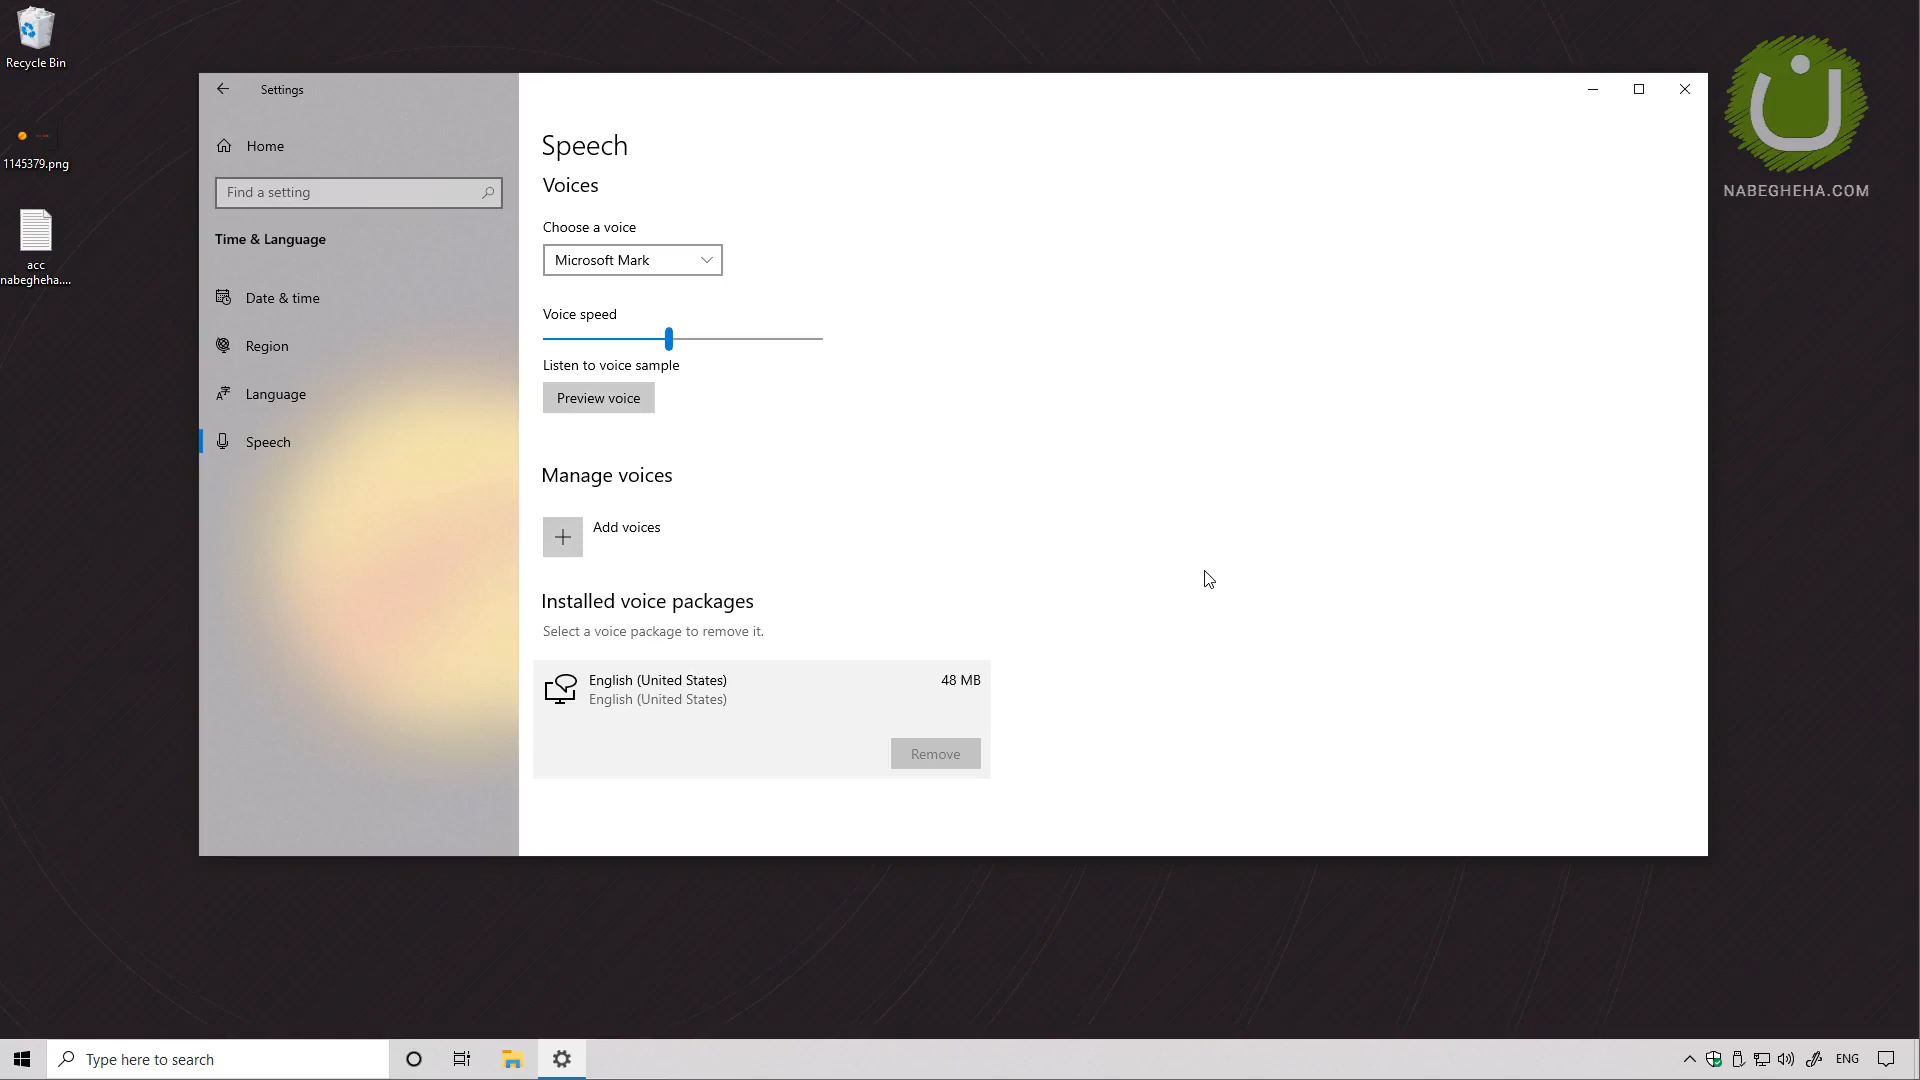 Recycle Bin
1145379.png
acc
nabegheha....
Settings
Home
Find a setting
Time & Language
Date & time
Region
Language
Speech
Speech
Voices
Choose a voice
Microsoft Mark
Voice speed
Listen to voice sample
Preview voice
Manage voices
Add voices
Installed voice packages
Select a voice package to remove it.
English (United States) 48 MB
English (United States)
Remove
NABEGHEHA.COM
Type here to search
ENG